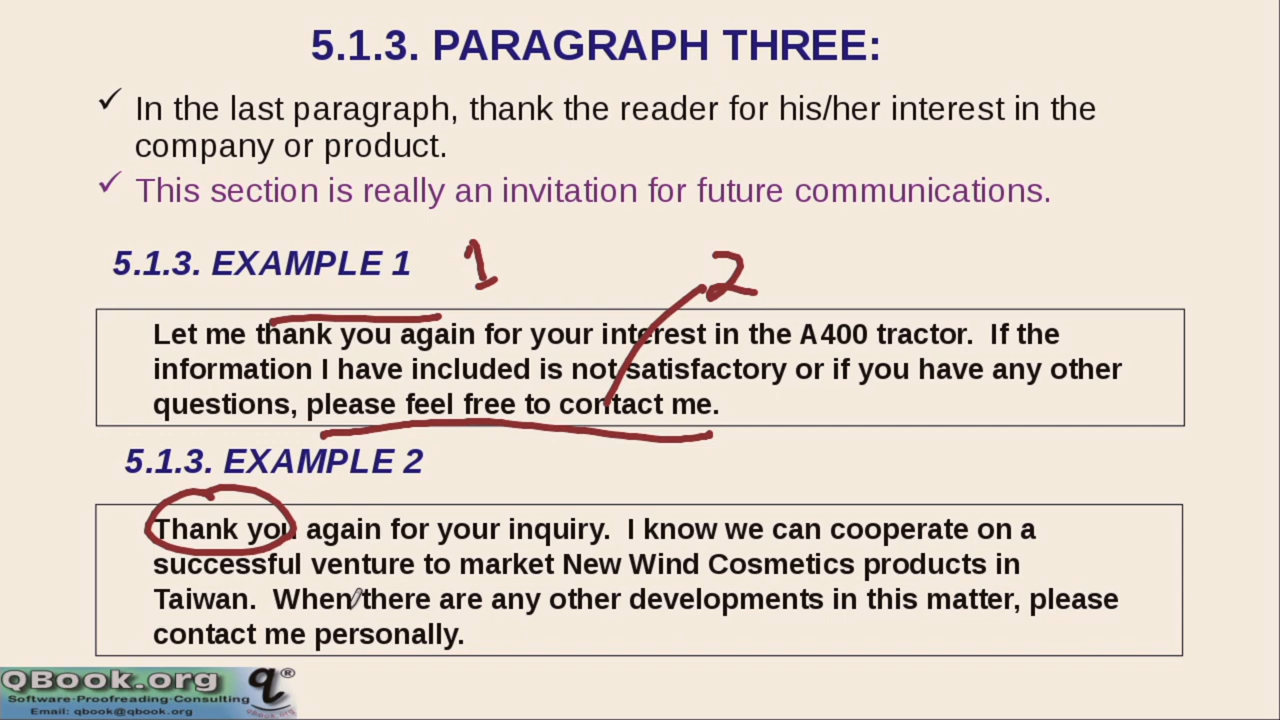 5.1.3. PARAGRAPH THREE:
✓ In the last paragraph, thank the reader for his/her interest in the
company or product.
✓ This section is really an invitation for future communications.
5.1.3. EXAMPLE 1
1
2
Let me thank you again for your interest in the A400 tractor. If the
information I have included is not satisfactory or if you have any other
questions, please feel free to contact me.
5.1.3. EXAMPLE 2
Thank you again for your inquiry. I know we can cooperate on a
successful venture to market New Wind Cosmetics products in
Taiwan. When there are any other developments in this matter, please
contact me personally.
QBook.org
q®
Software·Proofreading·Consulting
qbook.org
Email: qbook@qbook.org